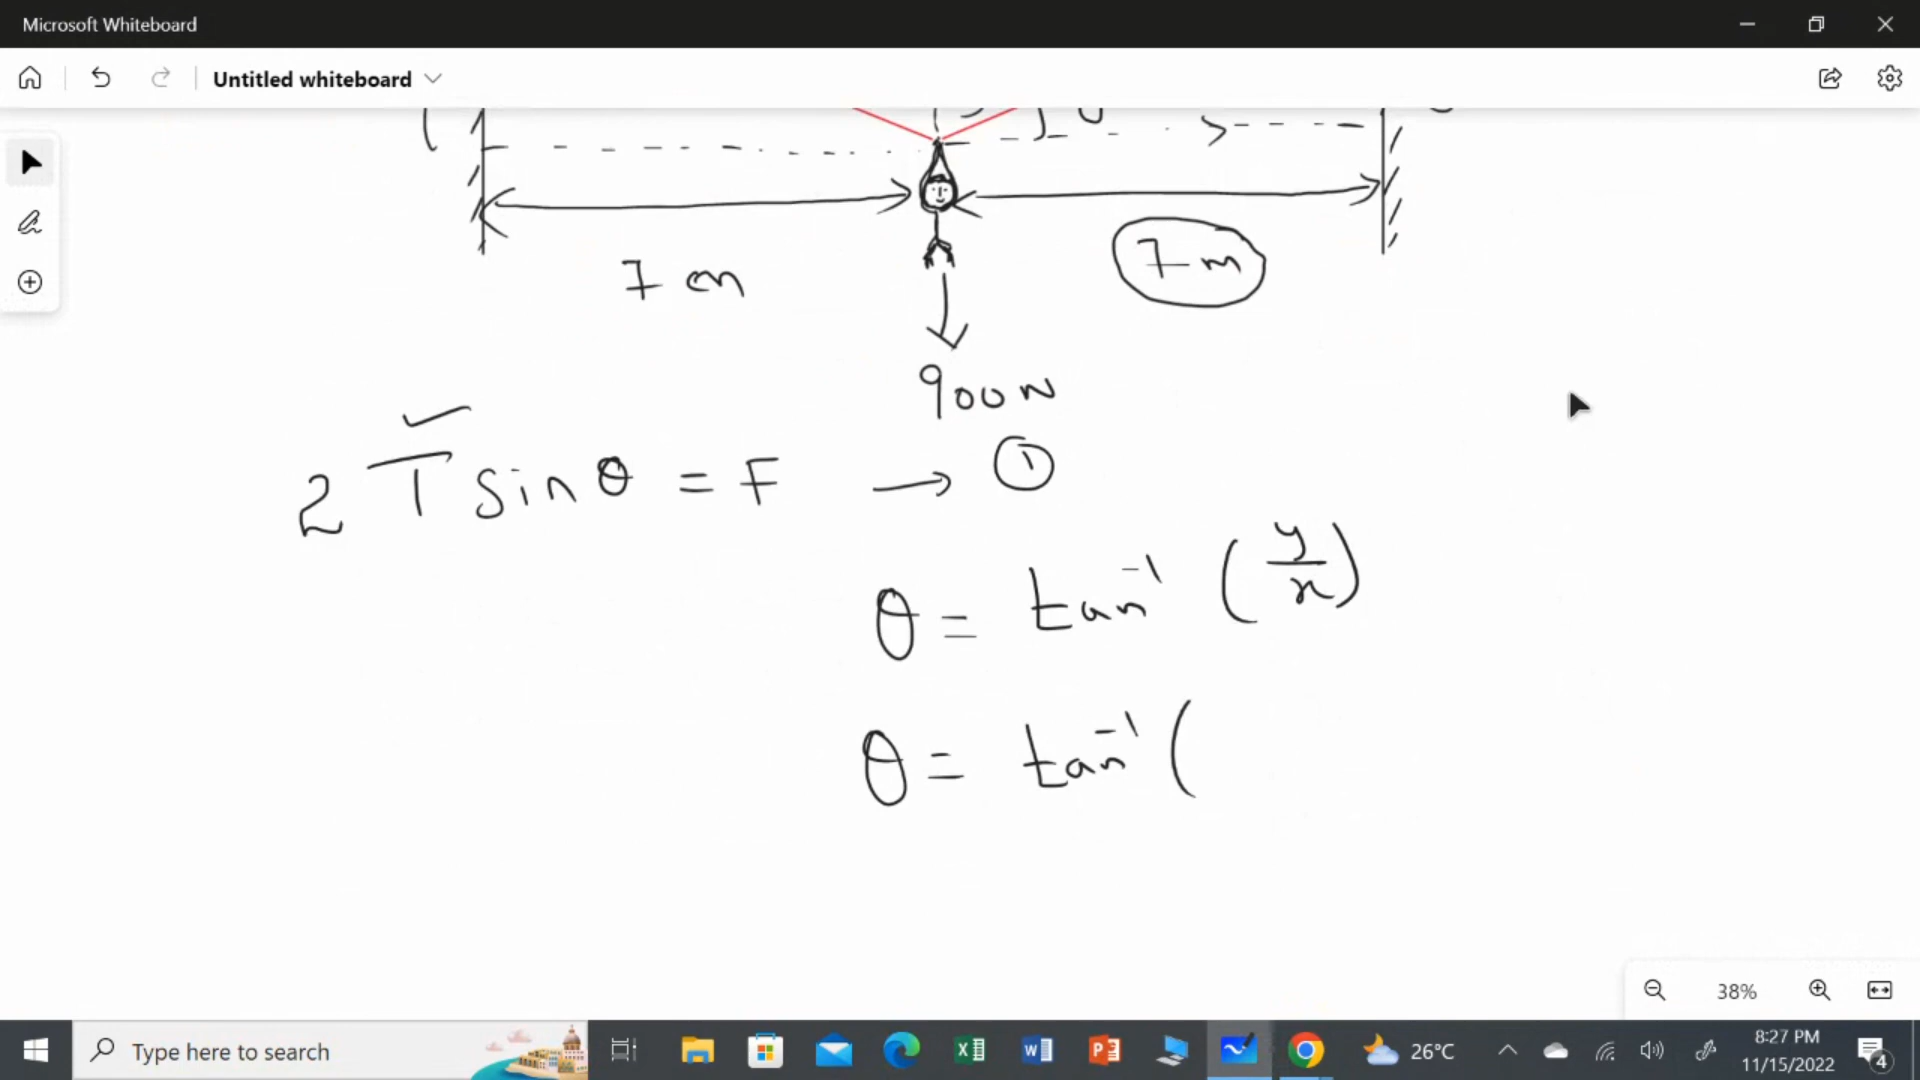 Microsoft Whiteboard
Untitled whiteboard
7 m
7 m
900 N
2 T sin θ = F → ①
θ = tan⁻¹ (y/x)
θ = tan⁻¹ (
38%
Type here to search
26°C
8:27 PM
11/15/2022
4